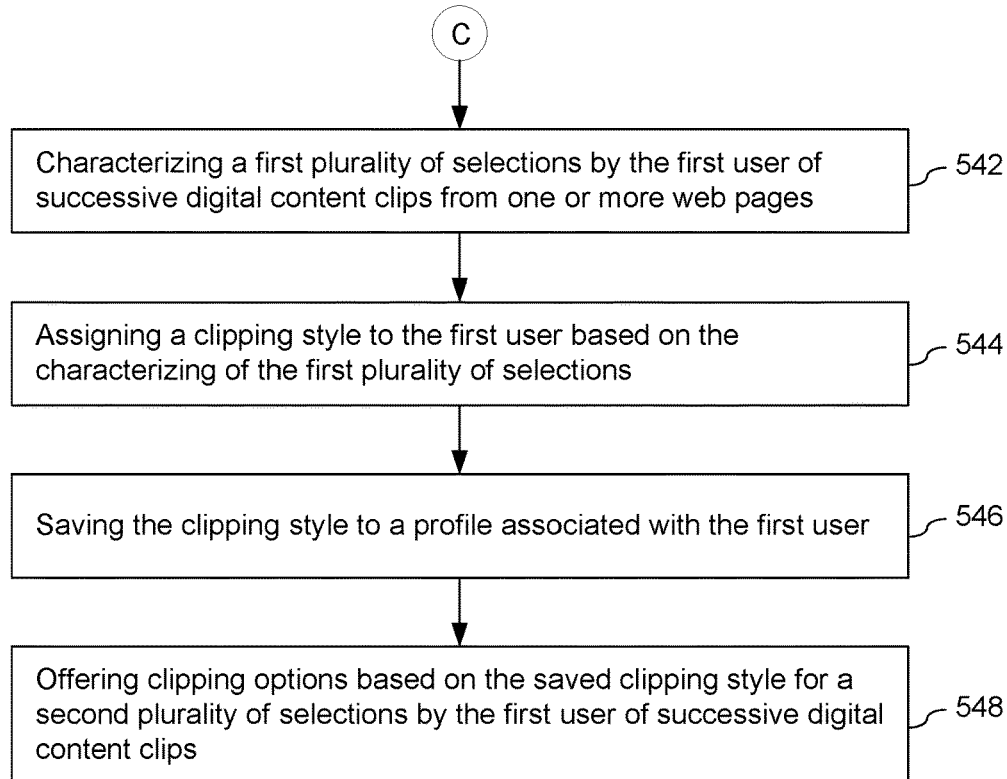 C
Characterizing a first plurality of selections by the first user of
successive digital content clips from one or more web pages
542
Assigning a clipping style to the first user based on the
characterizing of the first plurality of selections
544
Saving the clipping style to a profile associated with the first user
546
Offering clipping options based on the saved clipping style for a
second plurality of selections by the first user of successive digital
content clips
548